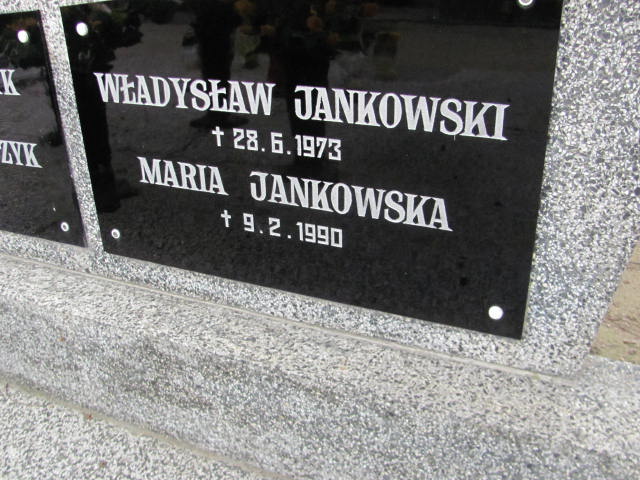 WŁADYSŁAW JANKOWSKI
† 28.6.1973
MARIA JANKOWSKA
† 9.2.1990